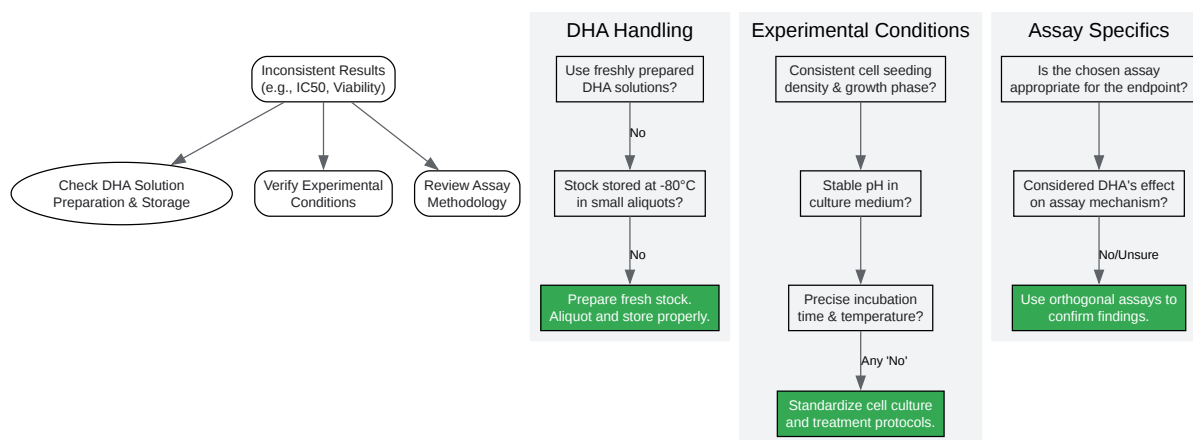 Inconsistent Results
(e.g., IC50, Viability)
Check DHA Solution
Preparation & Storage
Verify Experimental
Conditions
Review Assay
Methodology
DHA Handling
Use freshly prepared
DHA solutions?
No
Stock stored at -80°C
in small aliquots?
No
Prepare fresh stock.
Aliquot and store properly.
Experimental Conditions
Consistent cell seeding
density & growth phase?
Stable pH in
culture medium?
Precise incubation
time & temperature?
Any 'No'
Standardize cell culture
and treatment protocols.
Assay Specifics
Is the chosen assay
appropriate for the endpoint?
Considered DHA's effect
on assay mechanism?
No/Unsure
Use orthogonal assays to
confirm findings.